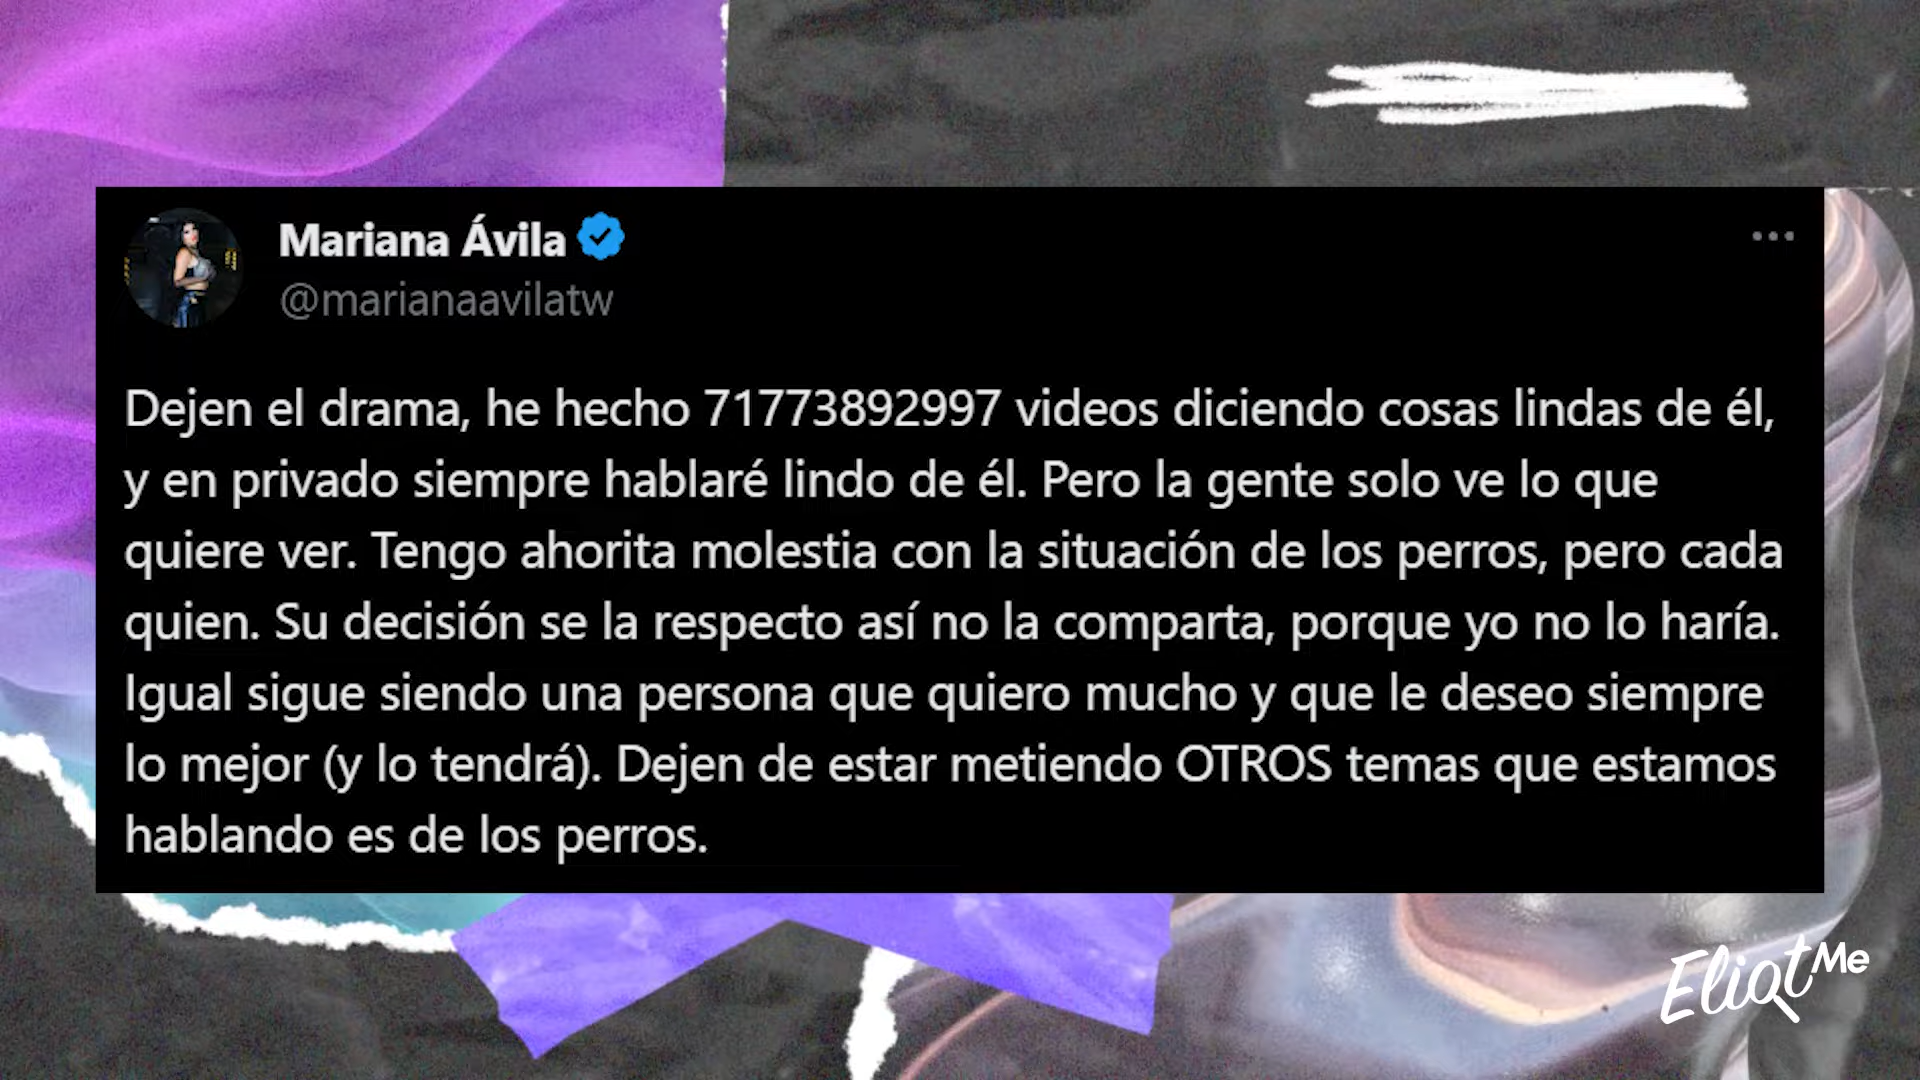 Mariana Ávila
@marianaavilatw
Dejen el drama, he hecho 71773892997 videos diciendo cosas lindas de él,
y en privado siempre hablaré lindo de él. Pero la gente solo ve lo que
quiere ver. Tengo ahorita molestia con la situación de los perros, pero cada
quien. Su decisión se la respecto así no la comparta, porque yo no lo haría.
Igual sigue siendo una persona que quiero mucho y que le deseo siempre
lo mejor (y lo tendrá). Dejen de estar metiendo OTROS temas que estamos
hablando es de los perros.
Eliot Me